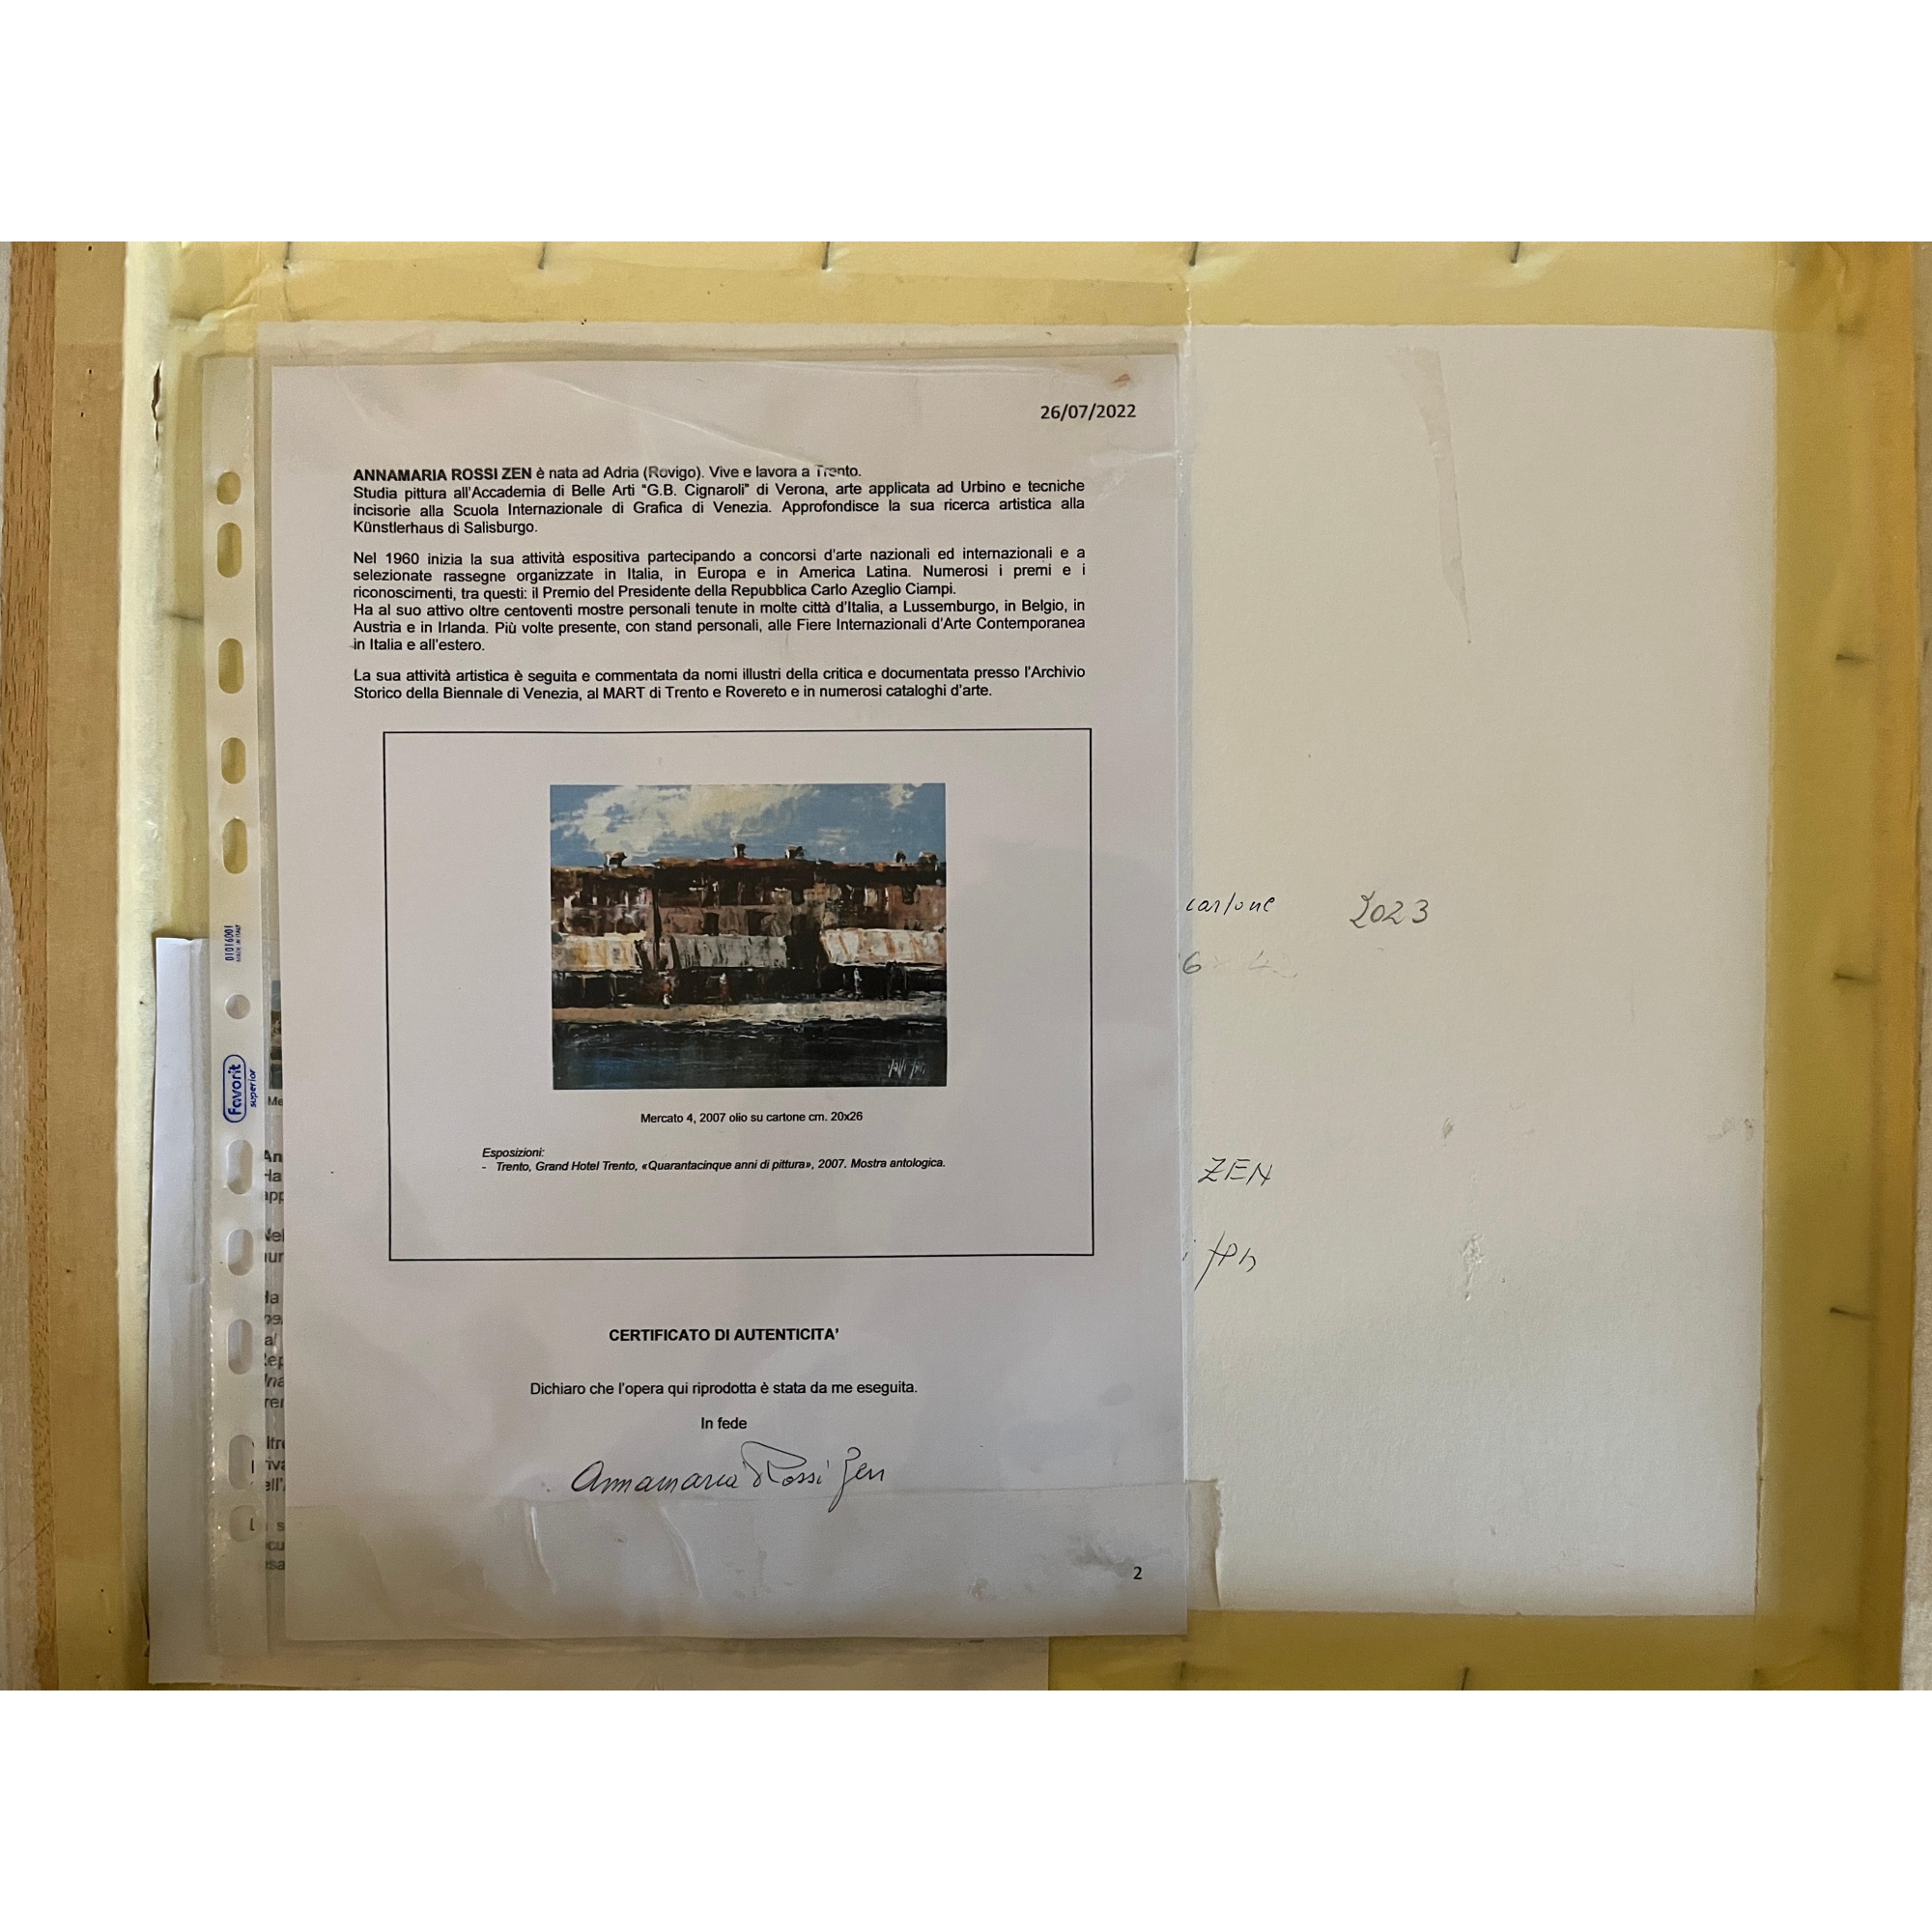 26/07/2022
ANNAMARIA ROSSI ZEN è nata ad Adria (Rovigo). Vive e lavora a Trento.
Studia pittura all'Accademia di Belle Arti "G.B. Cignaroli" di Verona, arte applicata ad Urbino e tecniche
incisorie alla Scuola Internazionale di Grafica di Venezia. Approfondisce la sua ricerca artistica alla
Künstlerhaus di Salisburgo.
Nel 1960 inizia la sua attività espositiva partecipando a concorsi d'arte nazionali ed internazionali e a
selezionate rassegne organizzate in Italia, in Europa e in America Latina. Numerosi i premi e i
riconoscimenti, tra questi: il Premio del Presidente della Repubblica Carlo Azeglio Ciampi.
Ha al suo attivo oltre centoventi mostre personali tenute in molte città d'Italia, a Lussemburgo, in Belgio, in
Austria e in Irlanda. Più volte presente, con stand personali, alle Fiere Internazionali d'Arte Contemporanea
in Italia e all'estero.
La sua attività artistica è seguita e commentata da nomi illustri della critica e documentata presso l'Archivio
Storico della Biennale di Venezia, al MART di Trento e Rovereto e in numerosi cataloghi d'arte.
Mercato 4, 2007 olio su cartone cm. 20x26
Esposizioni:
- Trento, Grand Hotel Trento, «Quarantacinque anni di pittura», 2007. Mostra antologica.
CERTIFICATO DI AUTENTICITA'
Dichiaro che l'opera qui riprodotta è stata da me eseguita.
In fede
Annamaria Rossi Zen
2
cartone 2023
6
ZEN
Favorit
superior
01016001